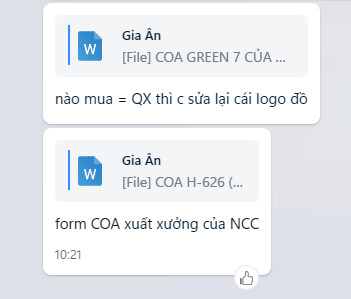 Gia Ân
W
[File] COA GREEN 7 CỦA ...
nào mua = QX thì c sửa lại cái logo đồ
Gia Ân
W
[File] COA H-626 (...
form COA xuất xưởng của NCC
10:21